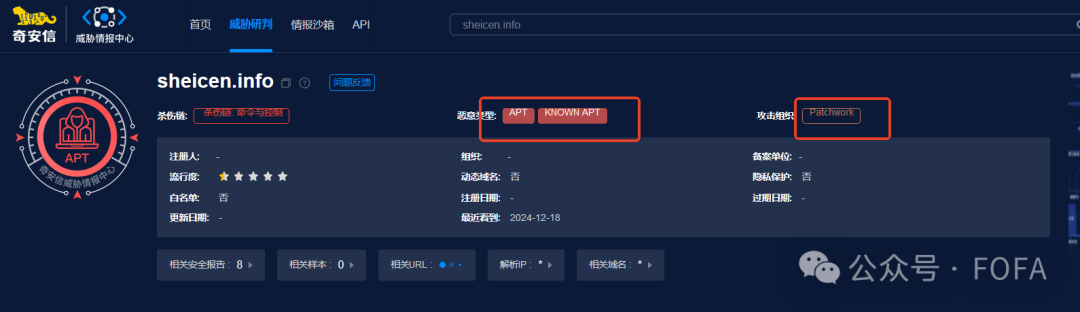 奇安信 威胁情报中心 首页 威胁研判 情报沙箱 API sheicen.info
sheicen.info 问题反馈
杀伤链: 杀伤链: 命令与控制 恶意类型: APT KNOWN APT 攻击组织: Patchwork
APT
奇安信威胁情报中心
注册人: - 组织: - 备案单位: -
流行度: 动态域名: 否 隐私保护: 否
白名单: 否 注册日期: - 过期日期: -
更新日期: - 最近看到: 2024-12-18
相关安全报告: 8 相关样本: 0 相关URL: 解析IP: * 相关域名: *
公众号 · FOFA